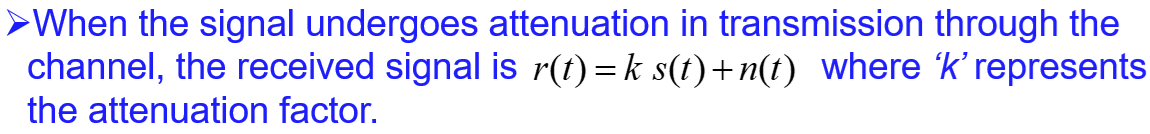 ➢When the signal undergoes attenuation in transmission through the
channel, the received signal is r(t) = k s(t) + n(t) where ‘k’ represents
the attenuation factor.